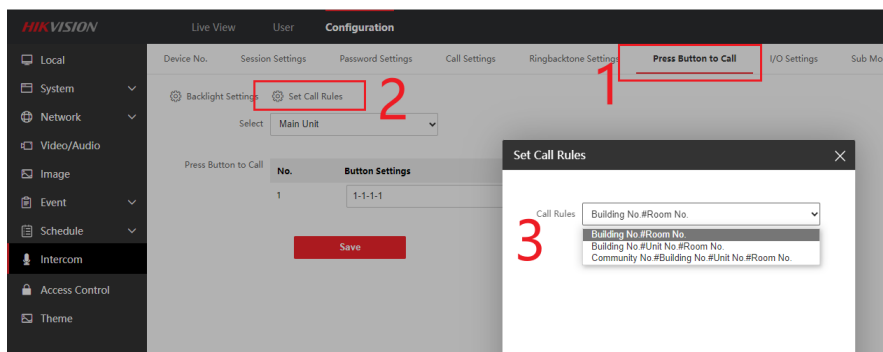 HIKVISION
Live View User Configuration
Local
System
Network
Video/Audio
Image
Event
Schedule
Intercom
Access Control
Theme
Device No. Session Settings Password Settings Call Settings Ringbacktone Settings Press Button to Call I/O Settings Sub Mo
1
Backlight Settings Set Call Rules
2
Select Main Unit
Press Button to Call No. Button Settings
1 1-1-1-1
Save
Set Call Rules
Call Rules Building No.#Room No.
3
Building No.#Room No.
Building No.#Unit No.#Room No.
Community No.#Building No.#Unit No.#Room No.